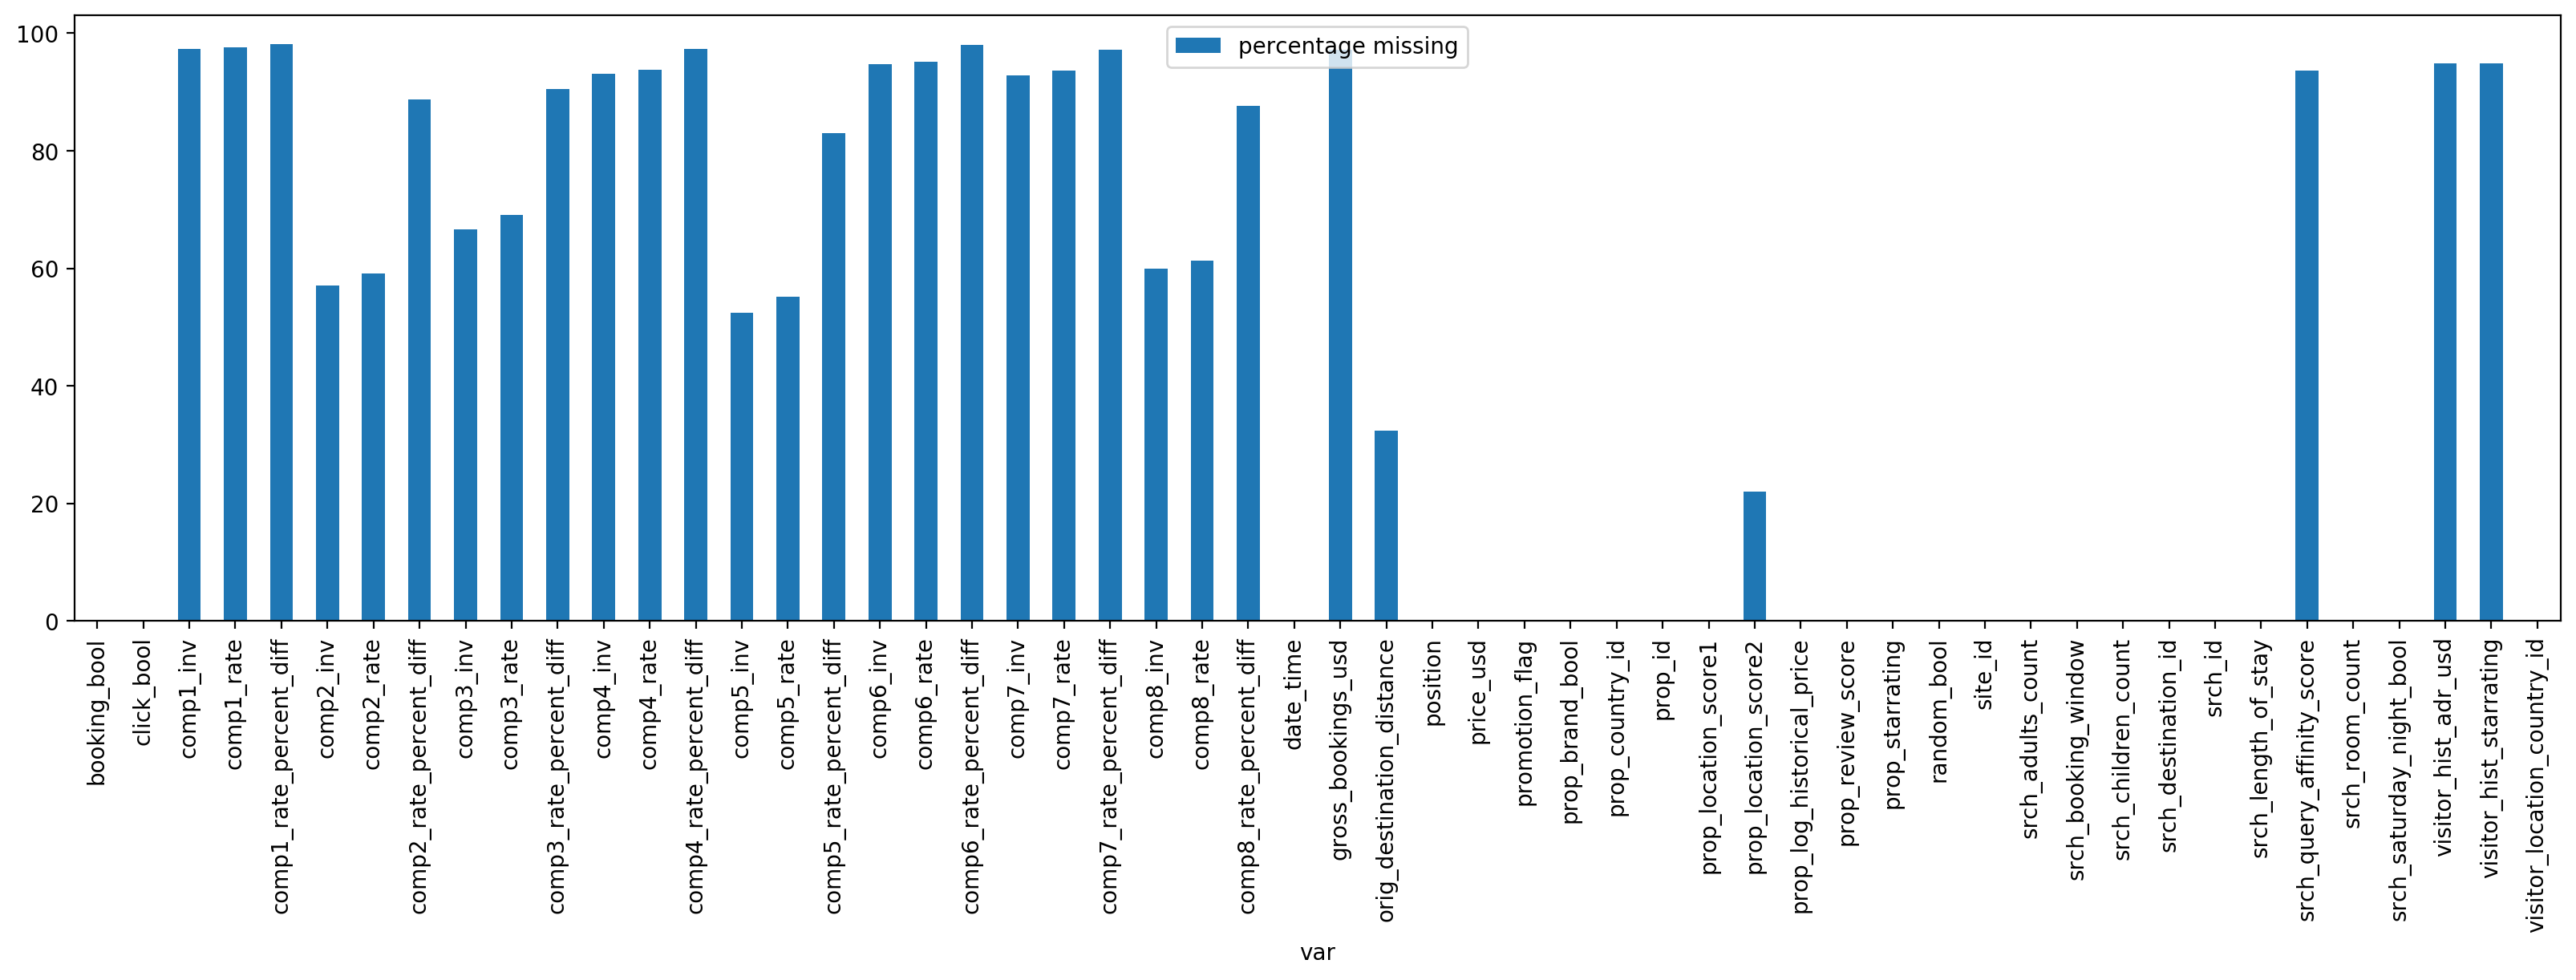 percentage missing
100
80
60
40
20
0
booking_bool
click_bool
comp1_inv
comp1_rate
comp1_rate_percent_diff
comp2_inv
comp2_rate
comp2_rate_percent_diff
comp3_inv
comp3_rate
comp3_rate_percent_diff
comp4_inv
comp4_rate
comp4_rate_percent_diff
comp5_inv
comp5_rate
comp5_rate_percent_diff
comp6_inv
comp6_rate
comp6_rate_percent_diff
comp7_inv
comp7_rate
comp7_rate_percent_diff
comp8_inv
comp8_rate
comp8_rate_percent_diff
date_time
gross_bookings_usd
orig_destination_distance
position
price_usd
promotion_flag
prop_brand_bool
prop_country_id
prop_id
prop_location_score1
prop_location_score2
prop_log_historical_price
prop_review_score
prop_starrating
random_bool
site_id
srch_adults_count
srch_booking_window
srch_children_count
srch_destination_id
srch_id
srch_length_of_stay
srch_query_affinity_score
srch_room_count
srch_saturday_night_bool
visitor_hist_adr_usd
visitor_hist_starrating
visitor_location_country_id
var